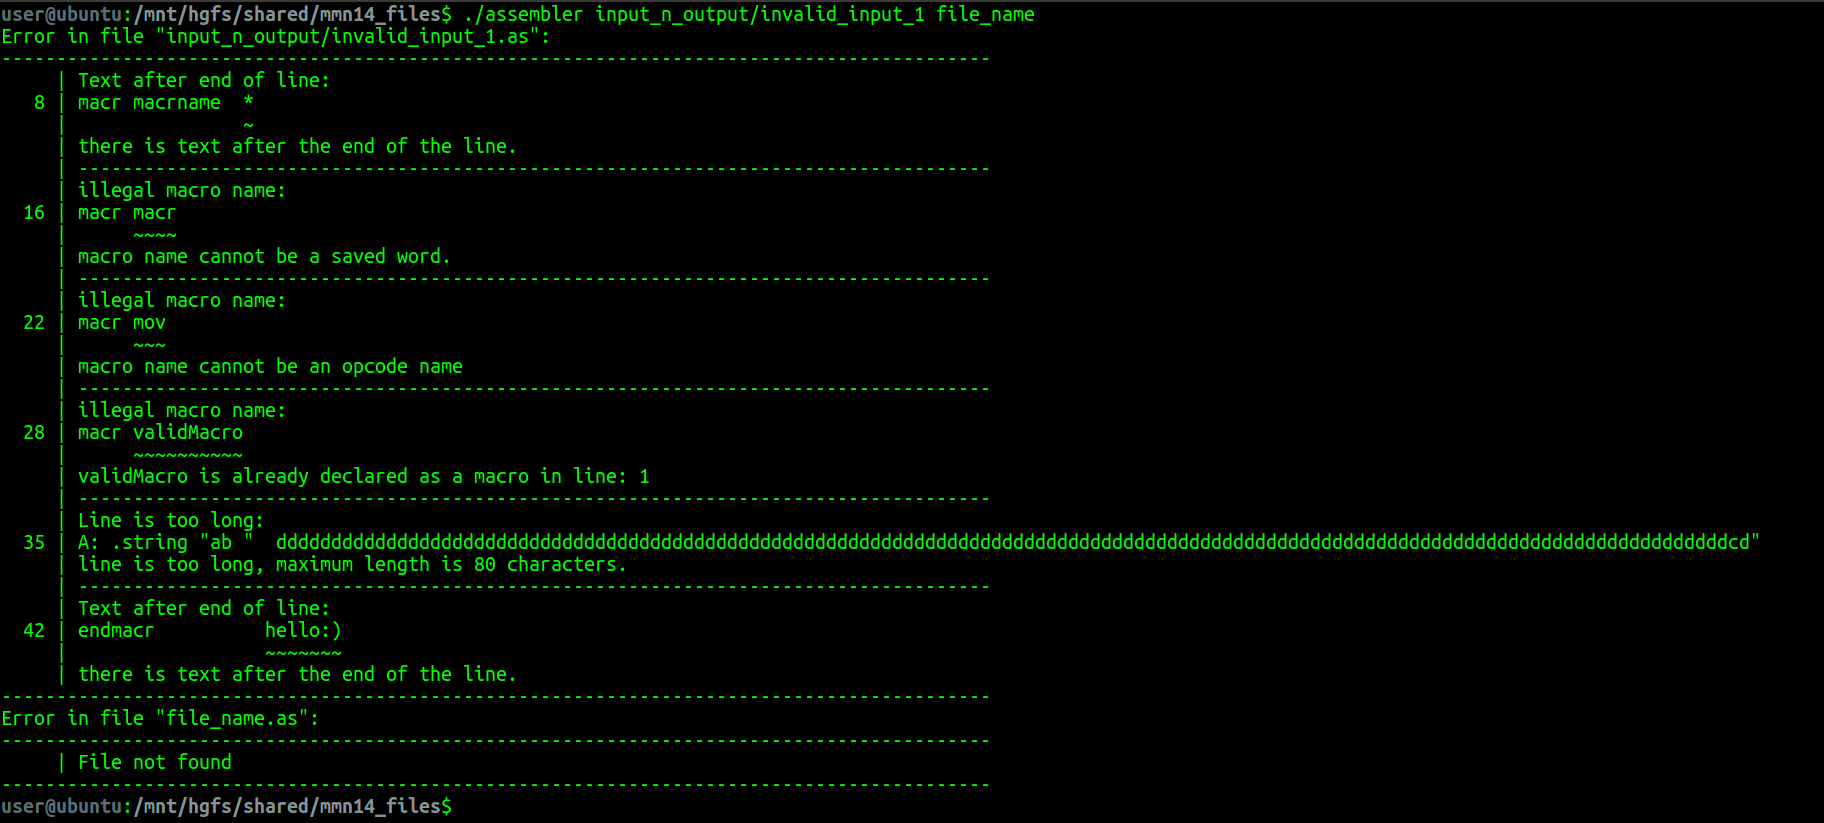 user@ubuntu:/mnt/hgfs/shared/mmn14_files$ ./assembler input_n_output/invalid_input_1 file_name
Error in file "input_n_output/invalid_input_1.as":
------------------------------------------------------------------------------------------
     | Text after end of line:
   8 | macr macrname  *
     |                ~
     | there is text after the end of the line.
     | -----------------------------------------------------------------------------------
     | illegal macro name:
  16 | macr macr
     |      ~~~~
     | macro name cannot be a saved word.
     | -----------------------------------------------------------------------------------
     | illegal macro name:
  22 | macr mov
     |      ~~~
     | macro name cannot be an opcode name
     | -----------------------------------------------------------------------------------
     | illegal macro name:
  28 | macr validMacro
     |      ~~~~~~~~~~
     | validMacro is already declared as a macro in line: 1
     | -----------------------------------------------------------------------------------
     | Line is too long:
  35 | A: .string "ab "  ddddddddddddddddddddddddddddddddddddddddddddddddddddddddddddddddddddddddddddddddddddddddddddddddddddddddddddddddddddcd"
     | line is too long, maximum length is 80 characters.
     | -----------------------------------------------------------------------------------
     | Text after end of line:
  42 | endmacr          hello:)
     |                  ~~~~~~~
     | there is text after the end of the line.
------------------------------------------------------------------------------------------
Error in file "file_name.as":
------------------------------------------------------------------------------------------
     | File not found
------------------------------------------------------------------------------------------
user@ubuntu:/mnt/hgfs/shared/mmn14_files$